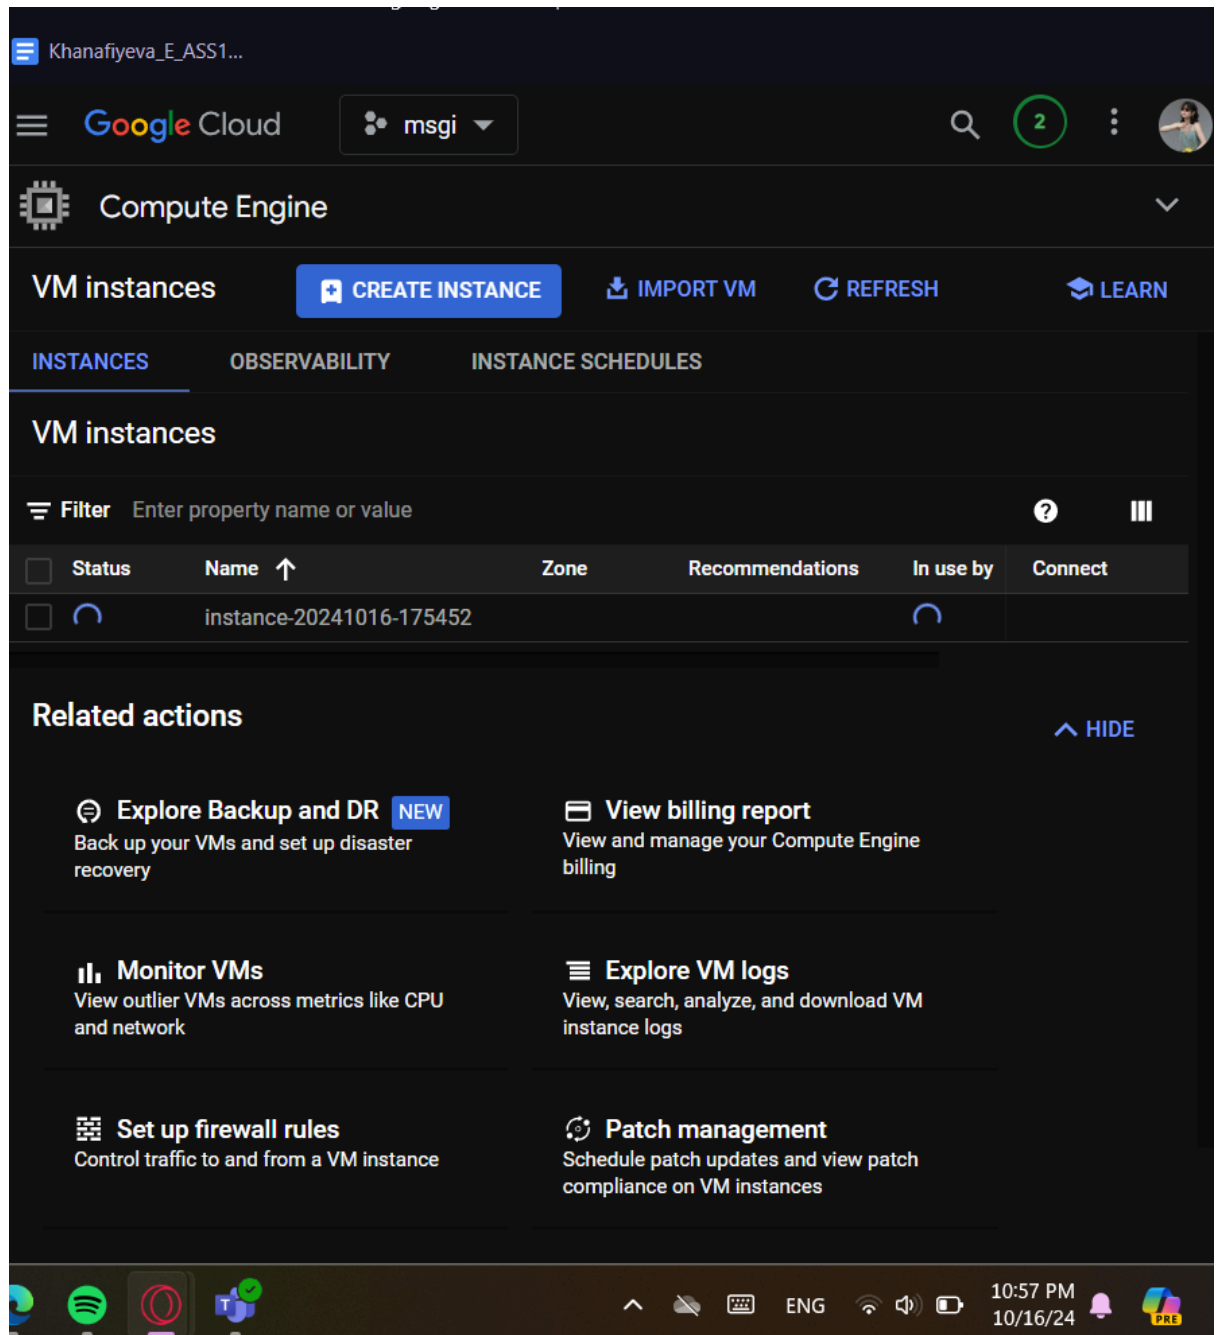 Khanafiyeva_E_ASS1...
Google Cloud msgi 2
Compute Engine
VM instances CREATE INSTANCE IMPORT VM REFRESH LEARN
INSTANCES OBSERVABILITY INSTANCE SCHEDULES
VM instances
Filter Enter property name or value
Status Name Zone Recommendations In use by Connect
instance-20241016-175452
Related actions
HIDE
Explore Backup and DR NEW
Back up your VMs and set up disaster
recovery
View billing report
View and manage your Compute Engine
billing
Monitor VMs
View outlier VMs across metrics like CPU
and network
Explore VM logs
View, search, analyze, and download VM
instance logs
Set up firewall rules
Control traffic to and from a VM instance
Patch management
Schedule patch updates and view patch
compliance on VM instances
ENG
10:57 PM
10/16/24
PRE